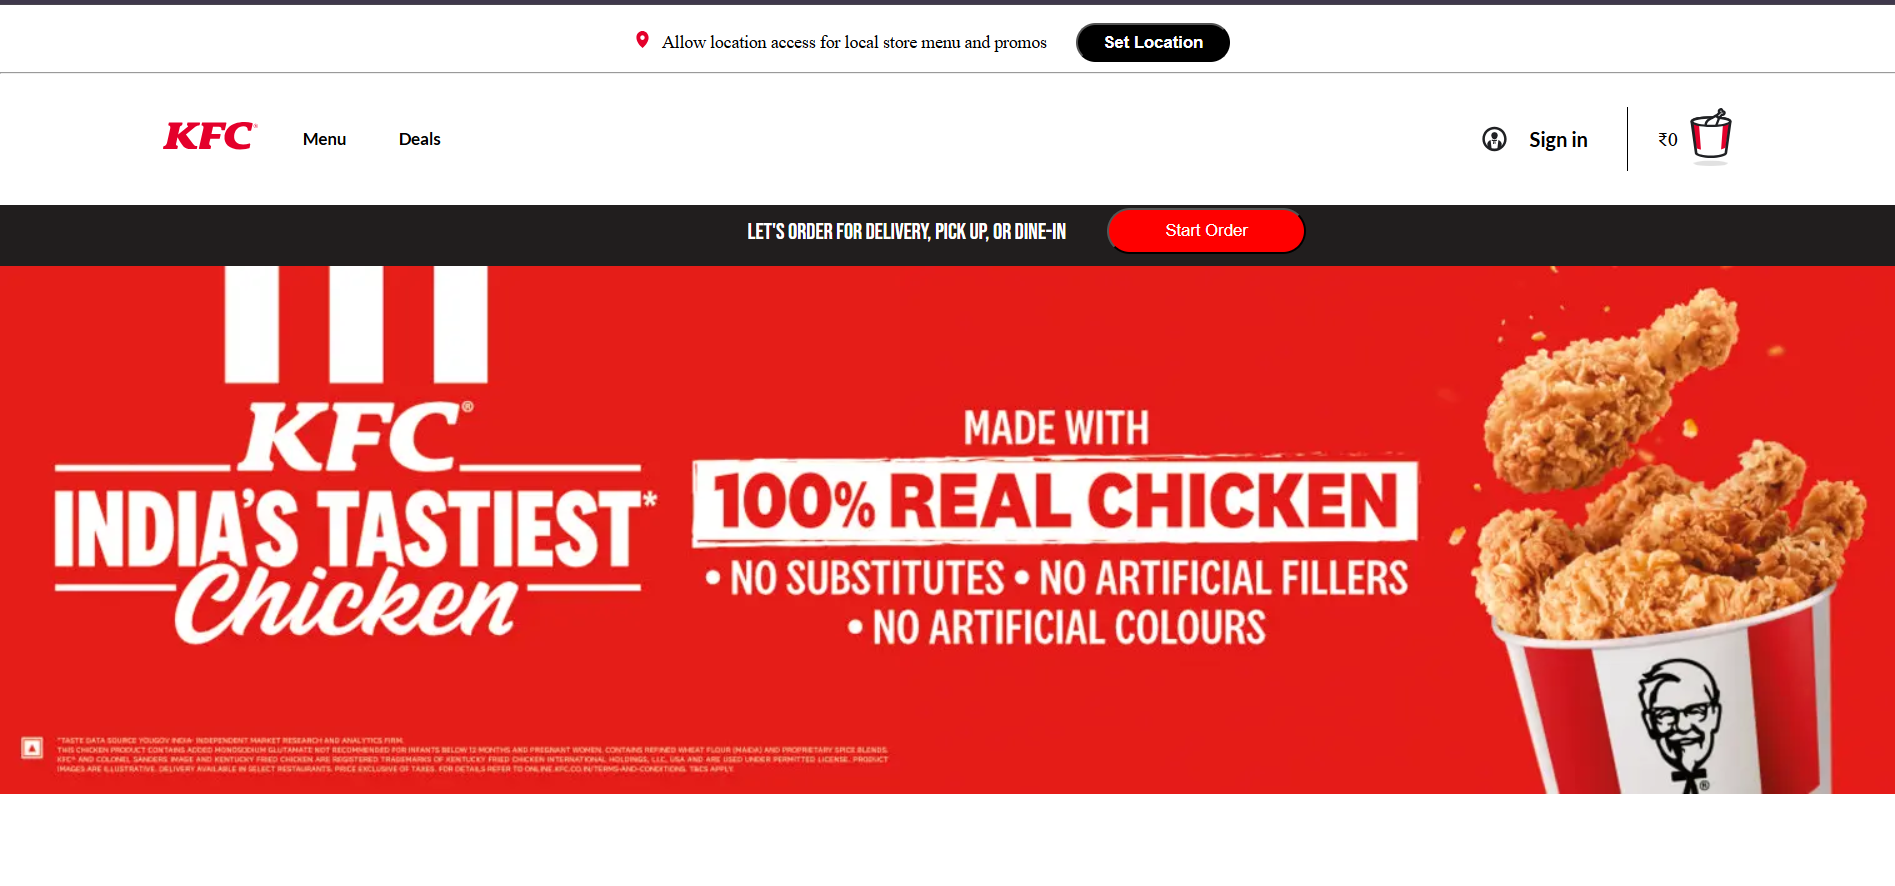 Allow location access for local store menu and promos Set Location
KFC® Menu Deals Sign in ₹0
LET'S ORDER FOR DELIVERY, PICK UP, OR DINE-IN Start Order
KFC®
INDIA'S TASTIEST*
Chicken
MADE WITH
100% REAL CHICKEN
• NO SUBSTITUTES • NO ARTIFICIAL FILLERS
• NO ARTIFICIAL COLOURS
*TASTE DATA SOURCE YOUGOV INDIA- INDEPENDENT MARKET RESEARCH AND ANALYTICS FIRM.
THIS CHICKEN PRODUCT CONTAINS ADDED MONOSODIUM GLUTAMATE NOT RECOMMENDED FOR INFANTS BELOW 12 MONTHS AND PREGNANT WOMEN. CONTAINS REFINED WHEAT FLOUR (MAIDA) AND PROPRIETARY SPICE BLENDS.
KFC® AND COLONEL SANDERS IMAGE AND KENTUCKY FRIED CHICKEN ARE REGISTERED TRADEMARKS OF KENTUCKY FRIED CHICKEN INTERNATIONAL HOLDINGS, LLC, USA AND ARE USED UNDER PERMITTED LICENSE. PRODUCT
IMAGES ARE ILLUSTRATIVE. DELIVERY AVAILABLE IN SELECT RESTAURANTS. PRICE EXCLUSIVE OF TAXES. FOR DETAILS REFER TO ONLINE.KFC.CO.IN/TERMS-AND-CONDITIONS. T&CS APPLY.
®